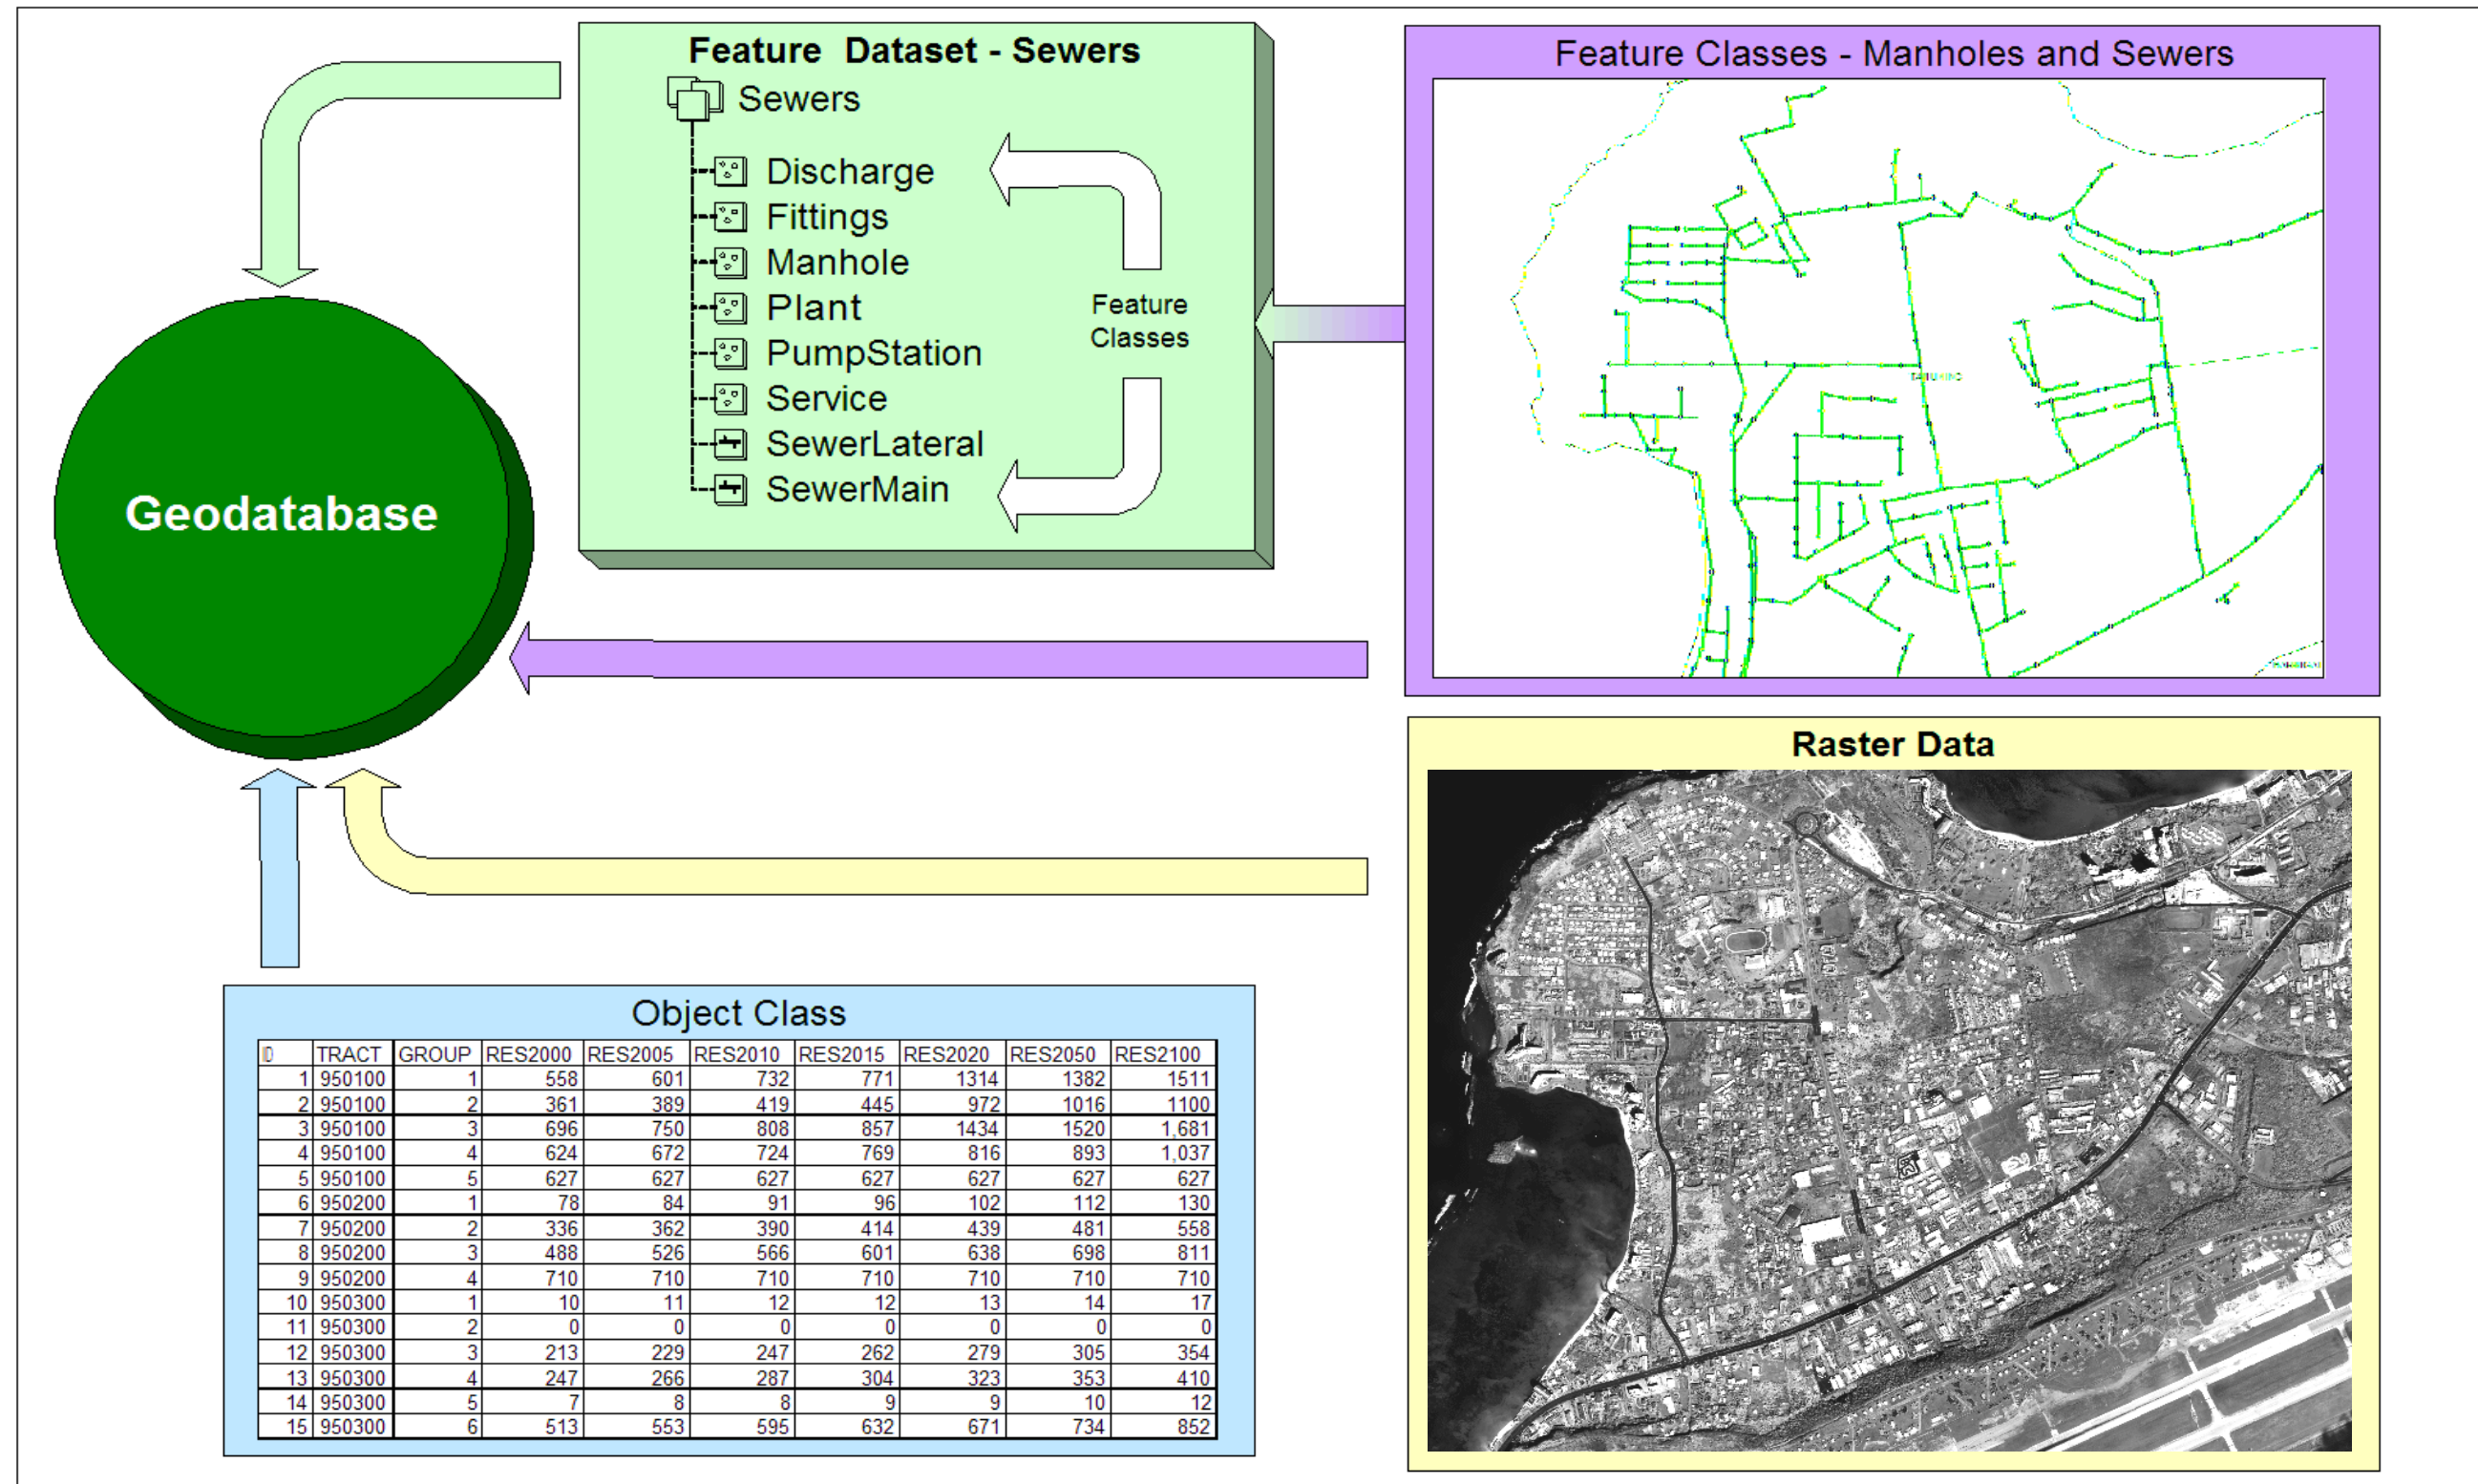 Feature Dataset - Sewers
Sewers
Discharge
Fittings
Manhole
Plant
PumpStation
Service
SewerLateral
SewerMain
Feature
Classes
Feature Classes - Manholes and Sewers
Geodatabase
Raster Data
Object Class
ID TRACT GROUP RES2000 RES2005 RES2010 RES2015 RES2020 RES2050 RES2100
1 950100 1 558 601 732 771 1314 1382 1511
2 950100 2 361 389 419 445 972 1016 1100
3 950100 3 696 750 808 857 1434 1520 1,681
4 950100 4 624 672 724 769 816 893 1,037
5 950100 5 627 627 627 627 627 627 627
6 950200 1 78 84 91 96 102 112 130
7 950200 2 336 362 390 414 439 481 558
8 950200 3 488 526 566 601 638 698 811
9 950200 4 710 710 710 710 710 710 710
10 950300 1 10 11 12 12 13 14 17
11 950300 2 0 0 0 0 0 0 0
12 950300 3 213 229 247 262 279 305 354
13 950300 4 247 266 287 304 323 353 410
14 950300 5 7 8 8 9 9 10 12
15 950300 6 513 553 595 632 671 734 852